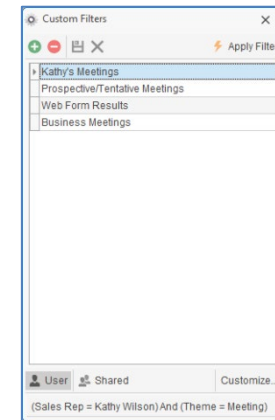 Custom Filters
Apply Filte
Kathy's Meetings
Prospective/Tentative Meetings
Web Form Results
Business Meetings
User Shared Customize...
(Sales Rep = Kathy Wilson) And (Theme = Meeting)